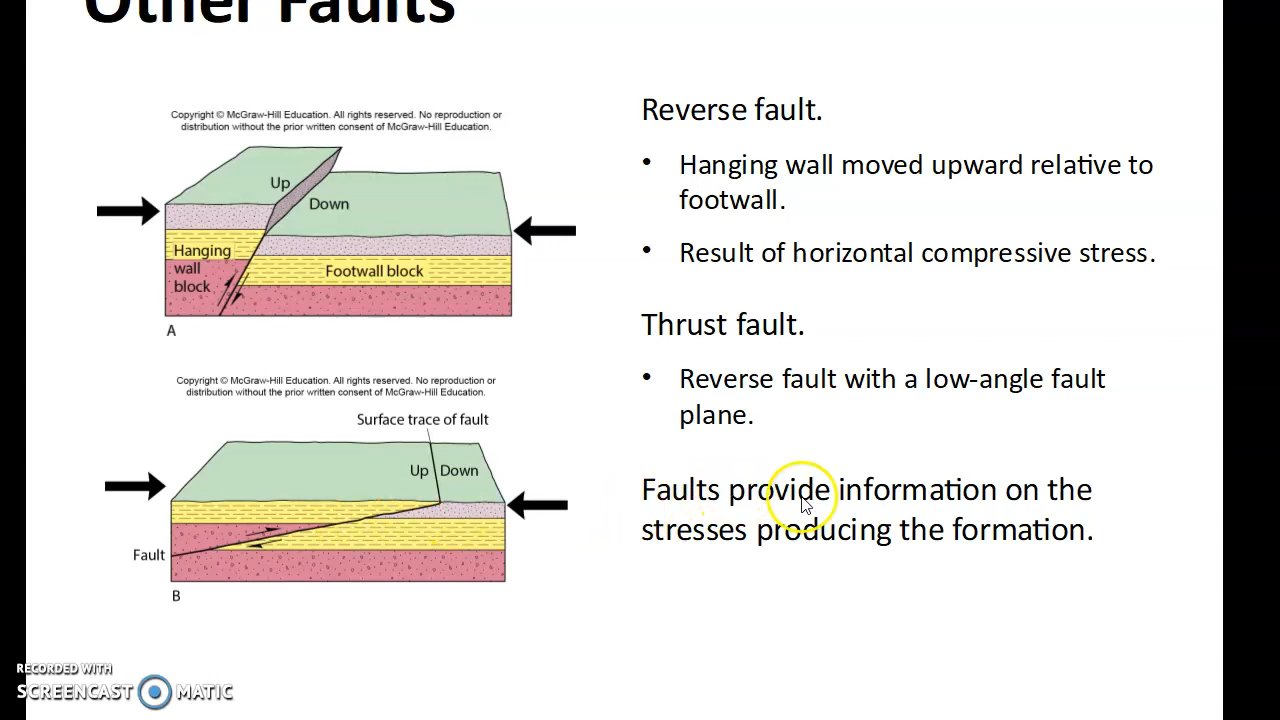 Other Faults
Copyright © McGraw-Hill Education. All rights reserved. No reproduction or
distribution without the prior written consent of McGraw-Hill Education.
Up
Down
Hanging
wall
block
Footwall block
A
Copyright © McGraw-Hill Education. All rights reserved. No reproduction or
distribution without the prior written consent of McGraw-Hill Education.
Surface trace of fault
Up
Down
Fault
B
Reverse fault.
• Hanging wall moved upward relative to
footwall.
• Result of horizontal compressive stress.
Thrust fault.
• Reverse fault with a low-angle fault
plane.
Faults provide information on the
stresses producing the formation.
RECORDED WITH
SCREENCAST MATIC